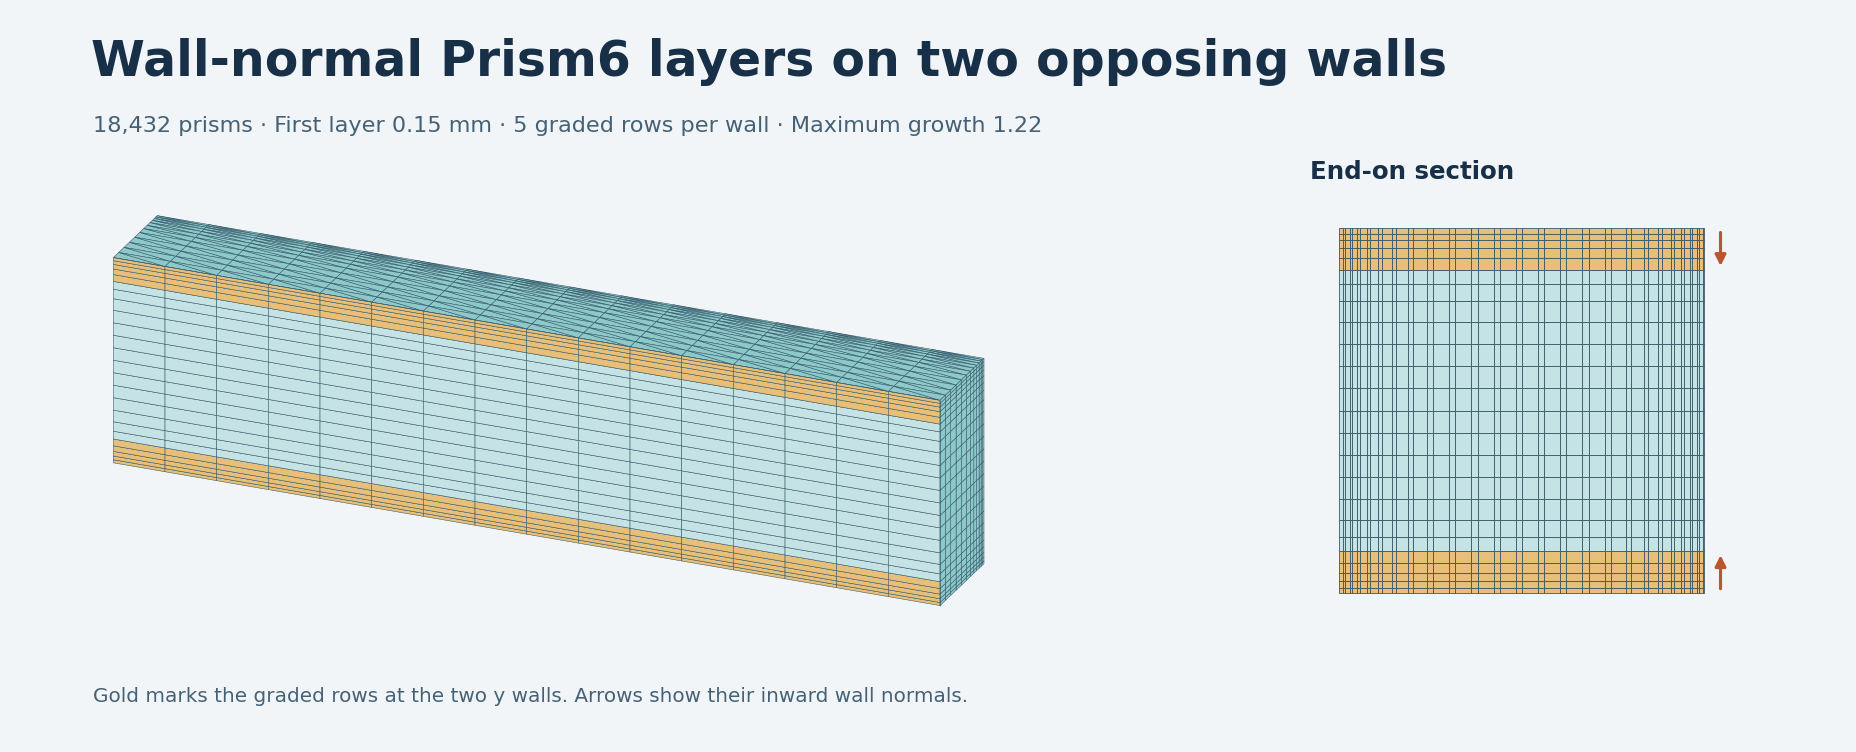 Wall-normal Prism6 layers on two opposing walls
18,432 prisms · First layer 0.15 mm · 5 graded rows per wall · Maximum growth 1.22
End-on section
Gold marks the graded rows at the two y walls. Arrows show their inward wall normals.